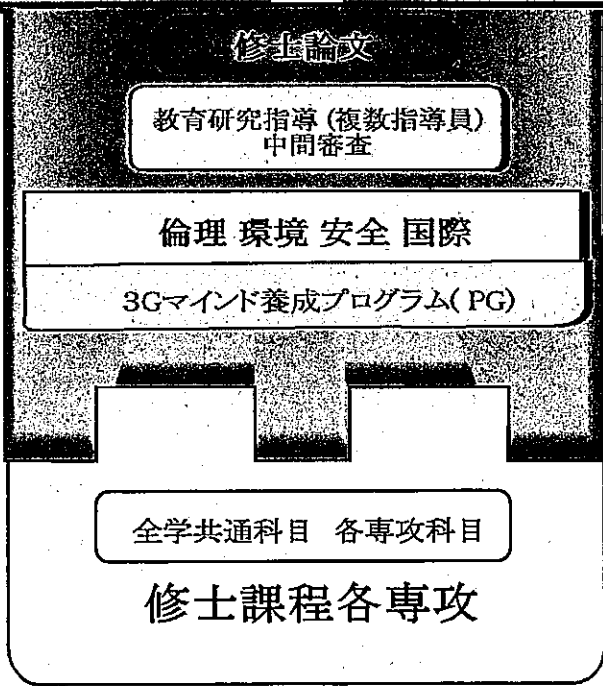 修士論文
教育研究指導(複数指導員)
中間審査
倫理 環境 安全 国際
3Gマインド養成プログラム(PG)
全学共通科目 各専攻科目
修士課程各専攻